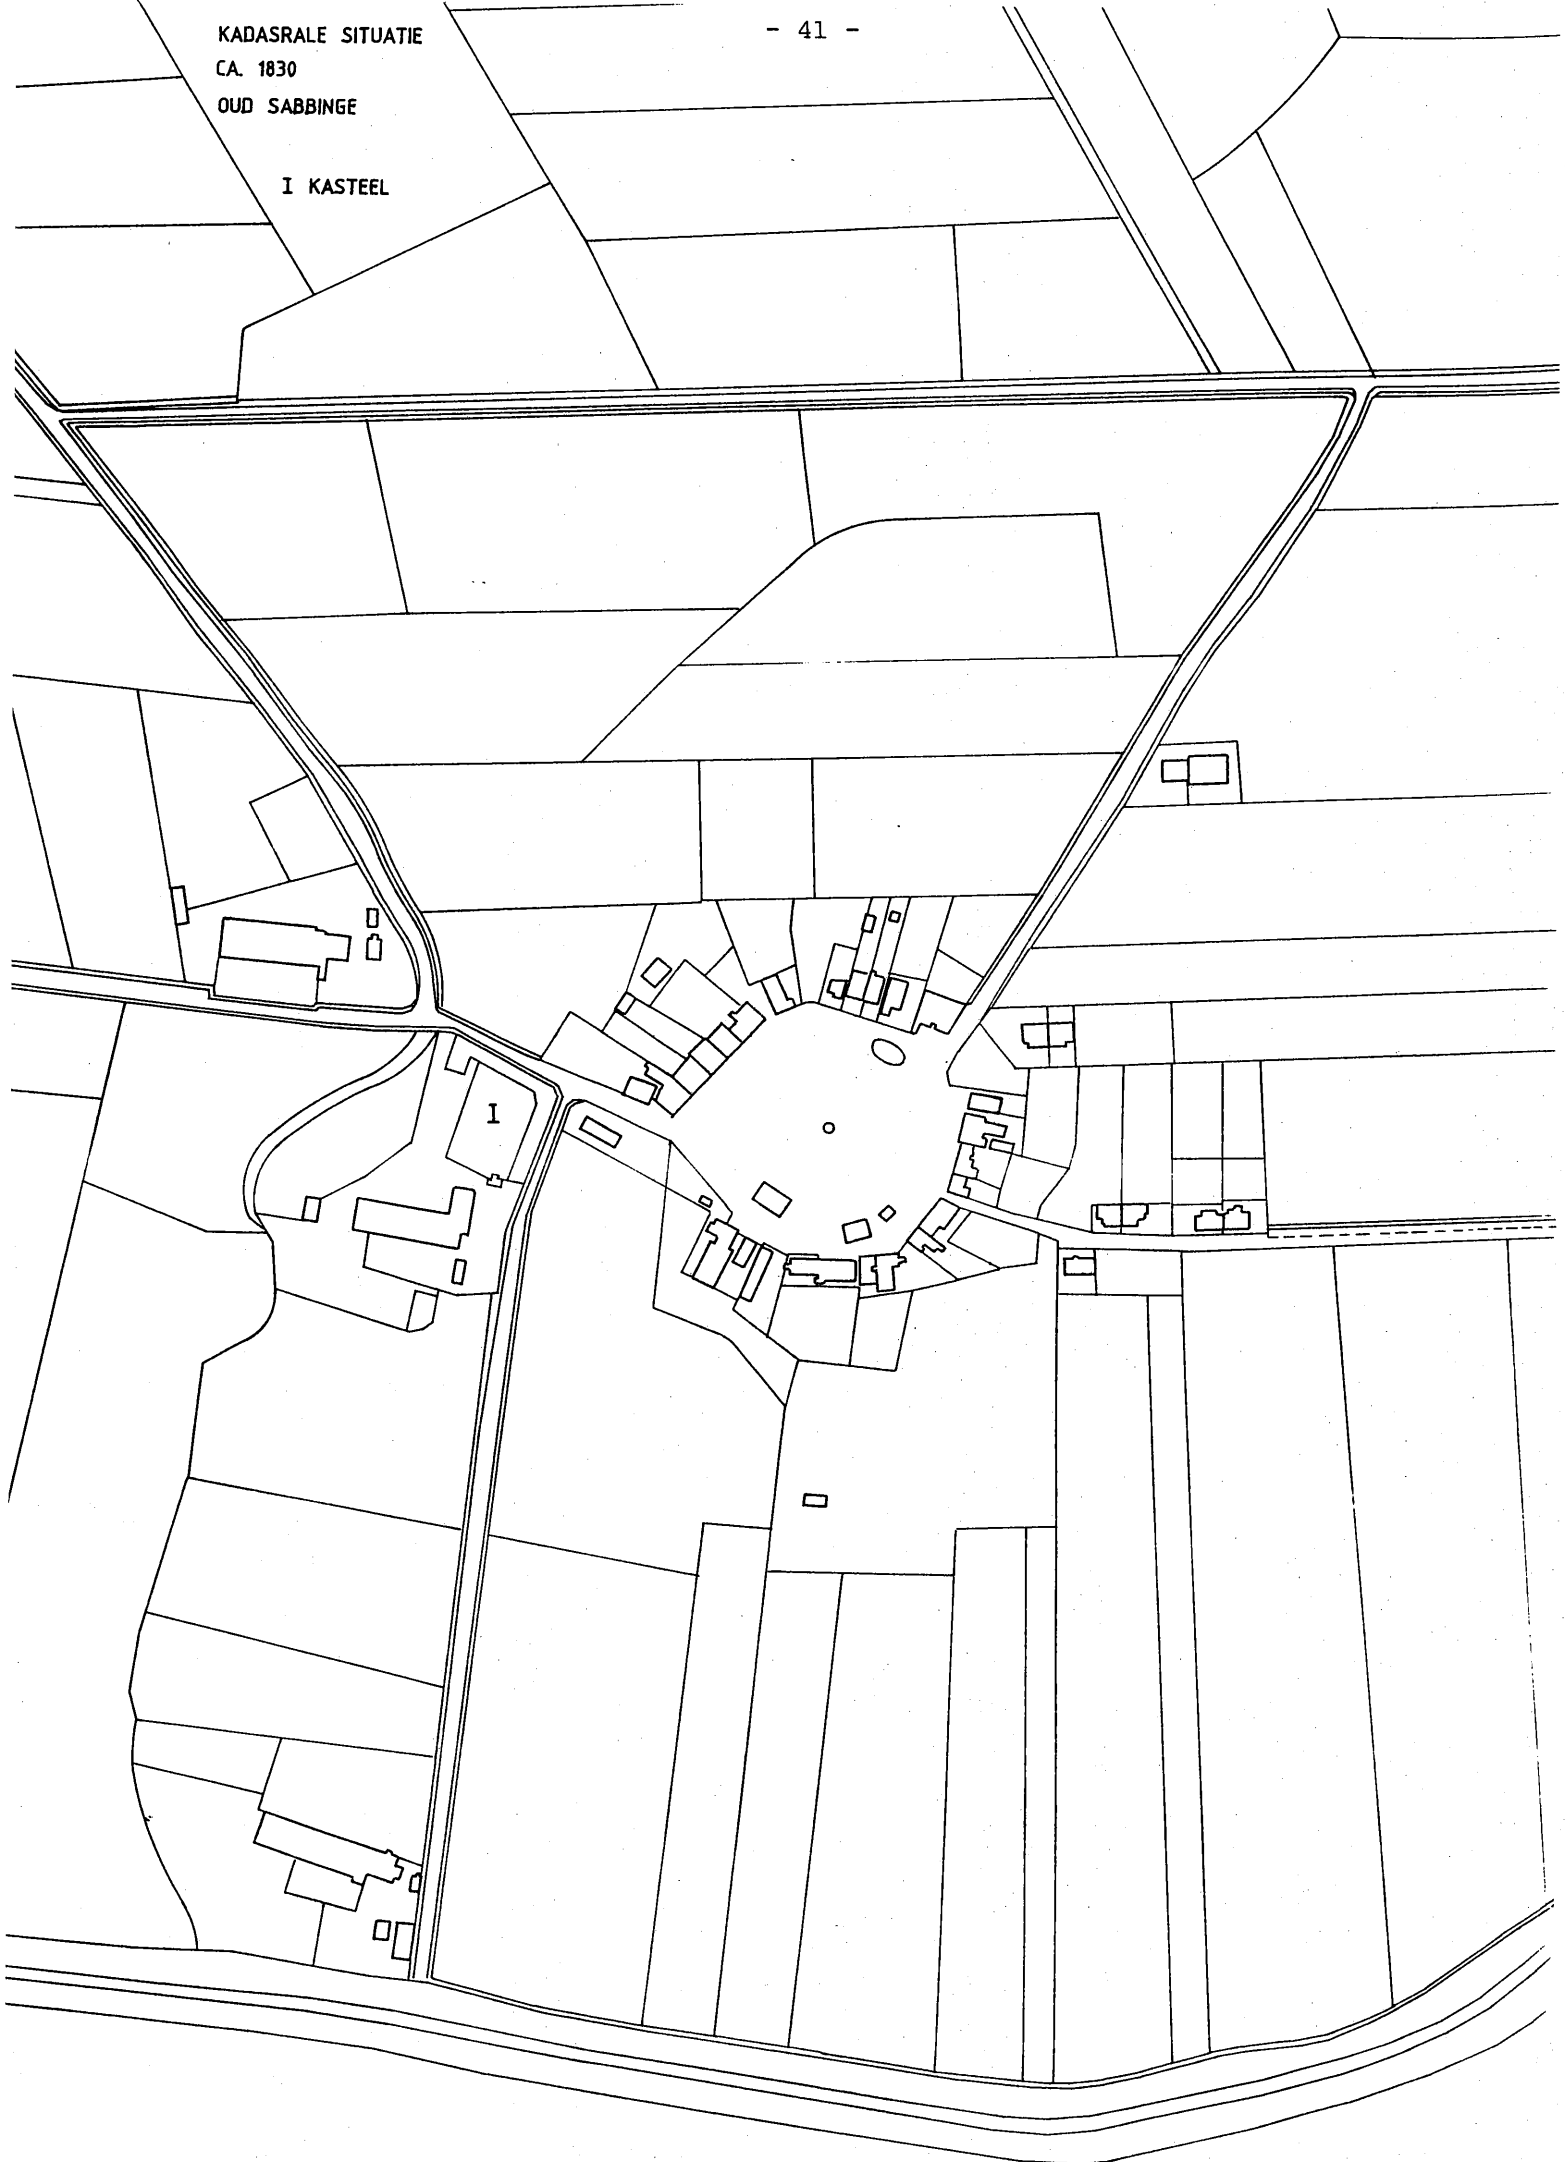 - 41 -
KADASRALE SITUATIE
CA. 1830
OUD SABBINGE
I KASTEEL
I